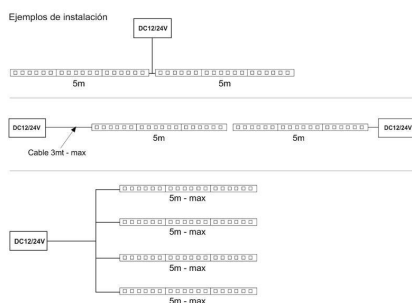 Ejemplos de instalación
DC12/24V
5m 5m
DC12/24V DC12/24V
5m 5m
Cable 3mt - max
5m - max
5m - max
DC12/24V
5m - max
5m - max